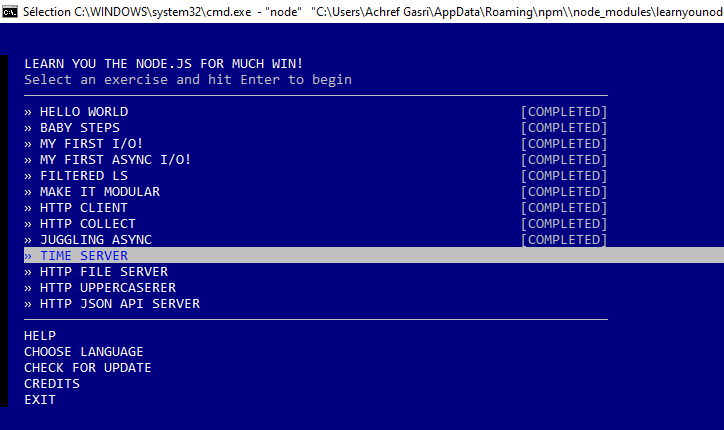 Sélection C:\WINDOWS\system32\cmd.exe - "node" "C:\Users\Achref Gasri\AppData\Roaming\npm\\node_modules\learnyounod
LEARN YOU THE NODE.JS FOR MUCH WIN!
Select an exercise and hit Enter to begin
» HELLO WORLD [COMPLETED]
» BABY STEPS [COMPLETED]
» MY FIRST I/O! [COMPLETED]
» MY FIRST ASYNC I/O! [COMPLETED]
» FILTERED LS [COMPLETED]
» MAKE IT MODULAR [COMPLETED]
» HTTP CLIENT [COMPLETED]
» HTTP COLLECT [COMPLETED]
» JUGGLING ASYNC [COMPLETED]
» TIME SERVER
» HTTP FILE SERVER
» HTTP UPPERCASERER
» HTTP JSON API SERVER
HELP
CHOOSE LANGUAGE
CHECK FOR UPDATE
CREDITS
EXIT